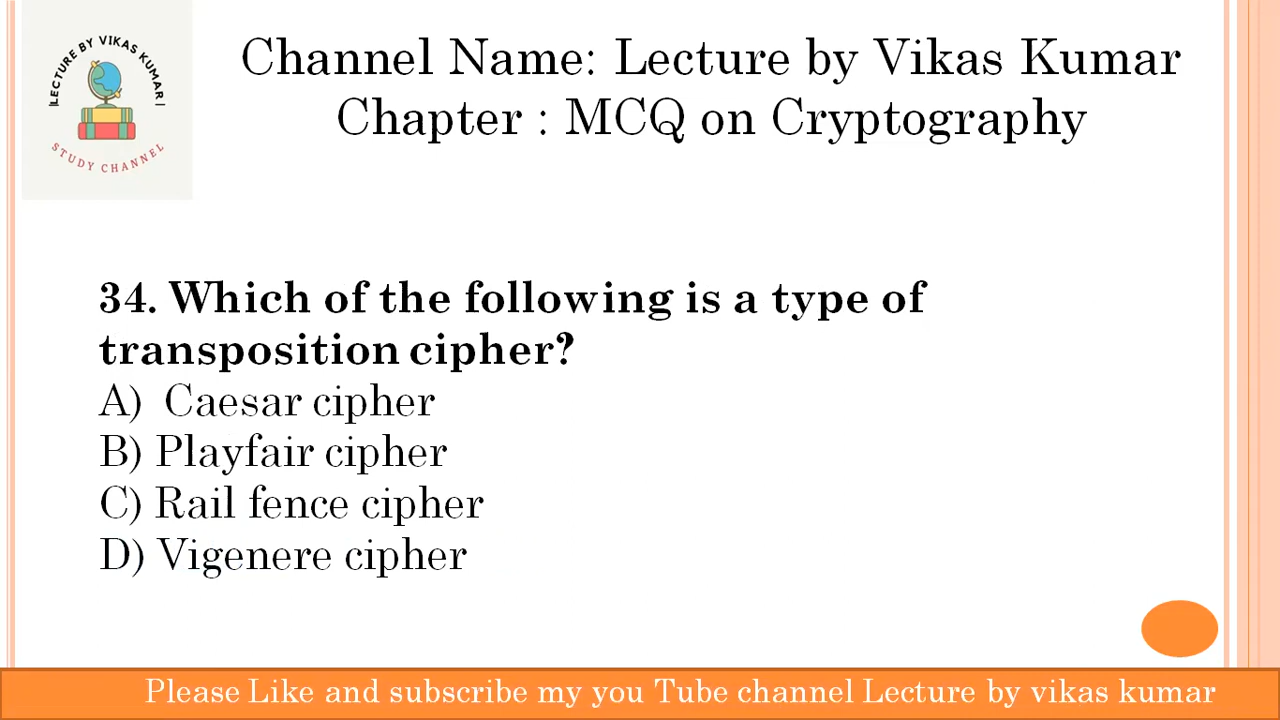 LECTURE BY VIKAS KUMAR
STUDY CHANNEL
Channel Name: Lecture by Vikas Kumar
Chapter : MCQ on Cryptography
34. Which of the following is a type of
transposition cipher?
A) Caesar cipher
B) Playfair cipher
C) Rail fence cipher
D) Vigenere cipher
Please Like and subscribe my you Tube channel Lecture by vikas kumar